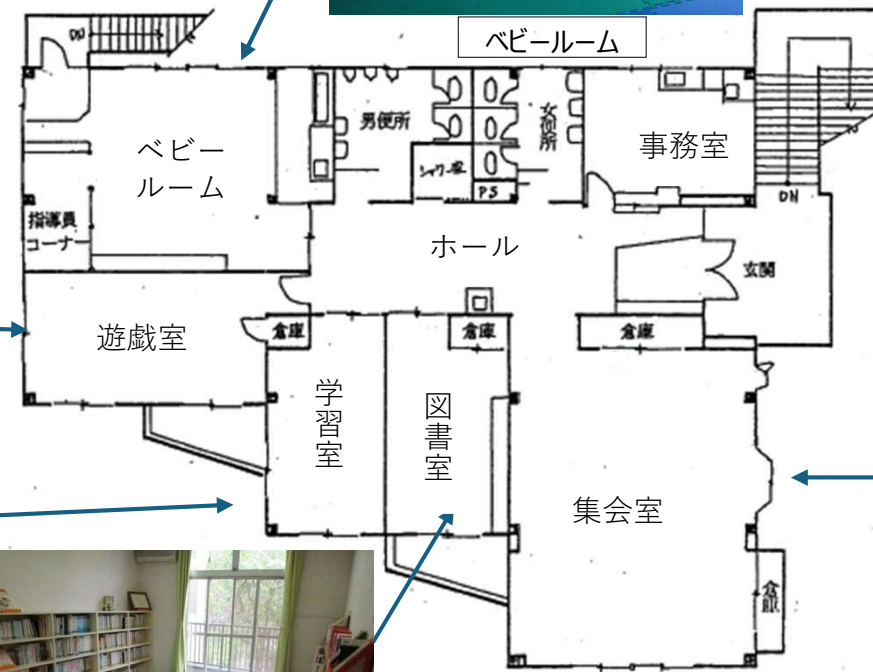 ベビールーム
DN
男便所
女便所
事務室
ベビー
ルーム
シャワー室
PS
DN
指導員
コーナー
ホール
玄関
遊戯室
倉庫
倉庫
倉庫
学習室
図書室
集会室
倉庫